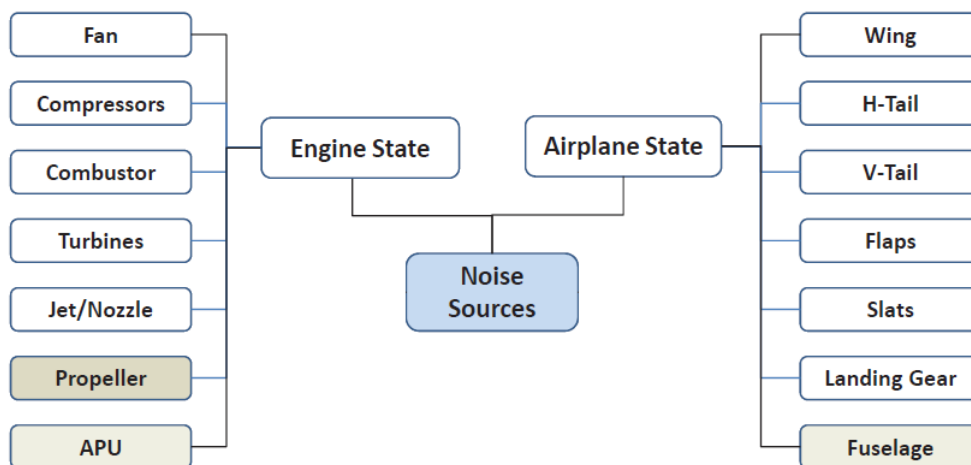 Fan
Compressors
Combustor
Turbines
Jet/Nozzle
Propeller
APU
Engine State
Airplane State
Noise
Sources
Wing
H-Tail
V-Tail
Flaps
Slats
Landing Gear
Fuselage